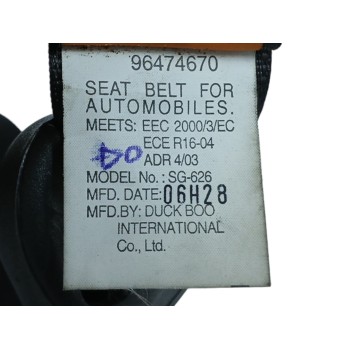 96474670
SEAT BELT FOR
AUTOMOBILES.
MEETS: EEC 2000/3/EC
ECE R16-04
ADR 4/03
MODEL No.: SG-626
MFD. DATE: 06H28
MFD.BY: DUCK BOO
INTERNATIONAL
Co., Ltd.